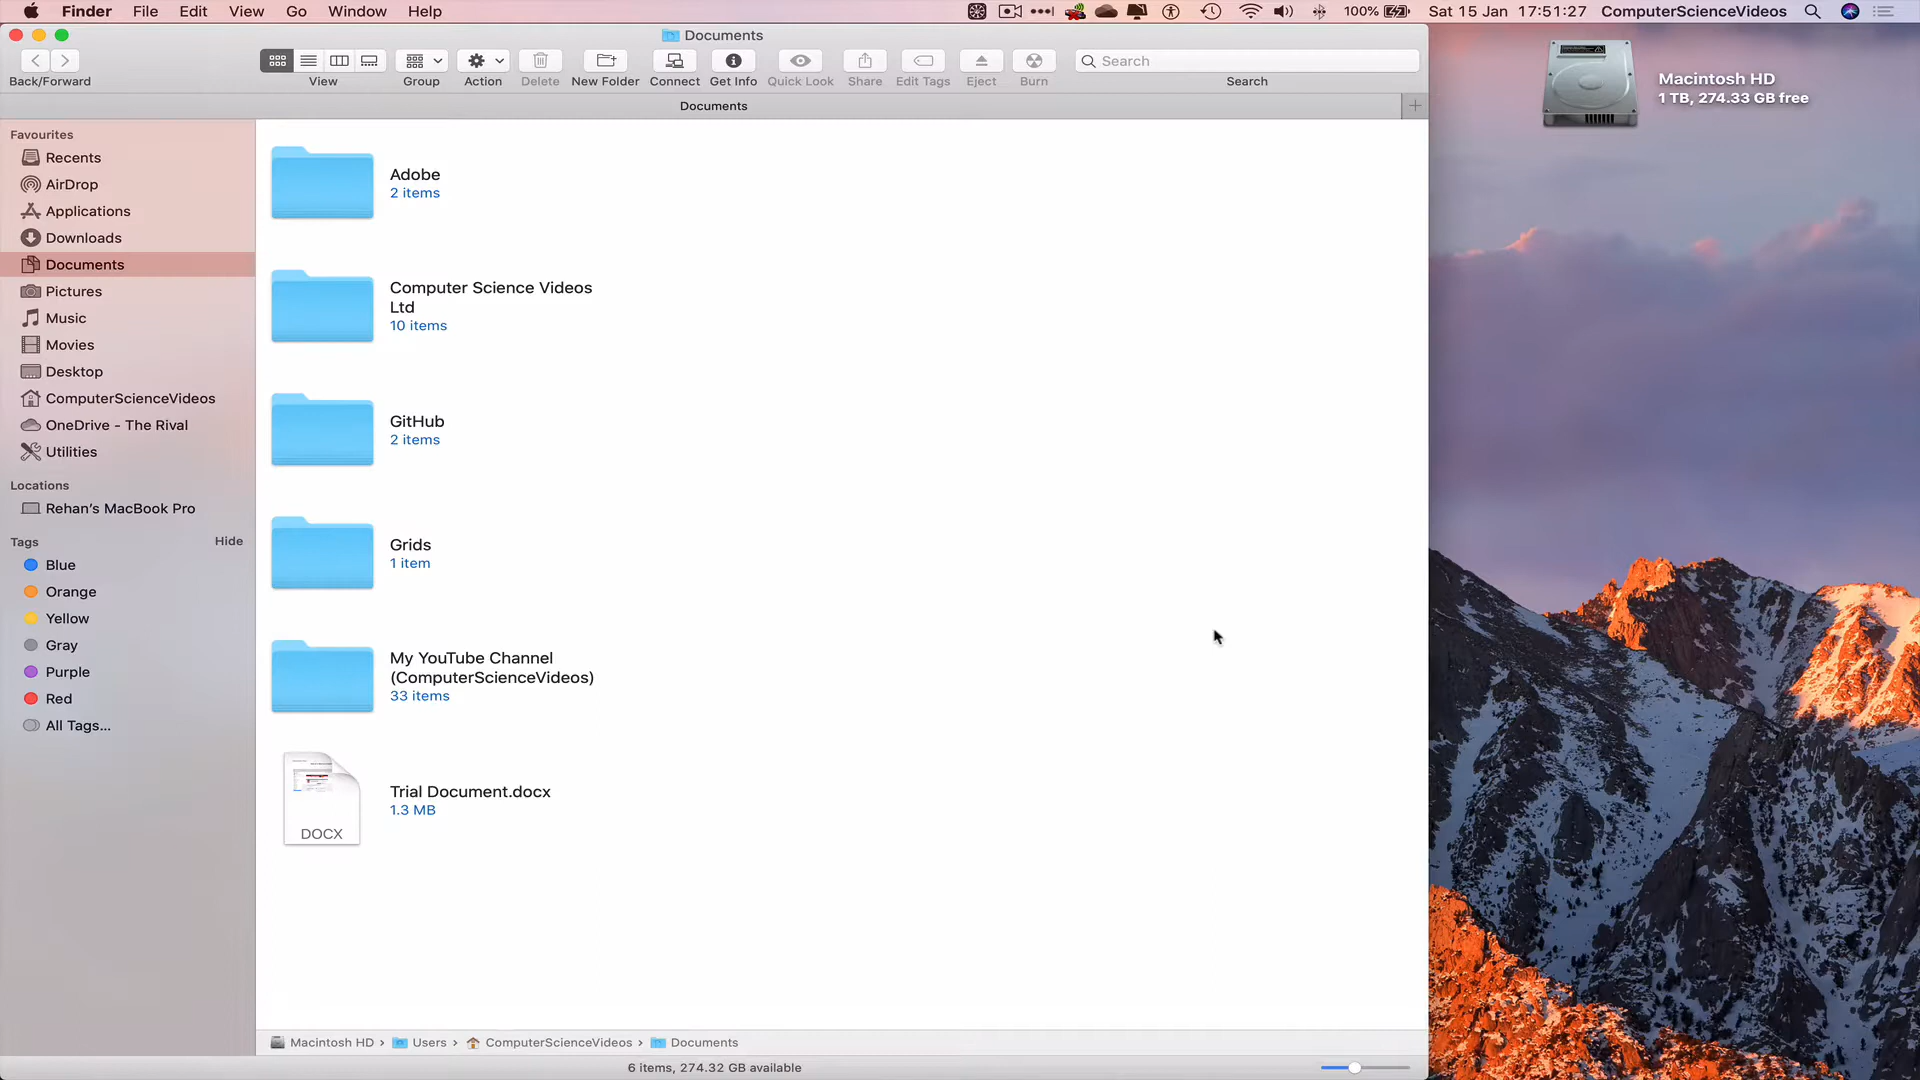 Finder File Edit View Go Window Help 100% Sat 15 Jan 17:51:27 ComputerScienceVideos
Documents
Back/Forward View Group Action Delete New Folder Connect Get Info Quick Look Share Edit Tags Eject Burn Search
Search
Documents
Macintosh HD
1 TB, 274.33 GB free
Favourites
Recents
AirDrop
Applications
Downloads
Documents
Pictures
Music
Movies
Desktop
ComputerScienceVideos
OneDrive - The Rival
Utilities
Locations
Rehan's MacBook Pro
Tags Hide
Blue
Orange
Yellow
Gray
Purple
Red
All Tags...
Adobe
2 items
Computer Science Videos
Ltd
10 items
GitHub
2 items
Grids
1 item
My YouTube Channel
(ComputerScienceVideos)
33 items
DOCX
Trial Document.docx
1.3 MB
Macintosh HD › Users › ComputerScienceVideos › Documents
6 items, 274.32 GB available